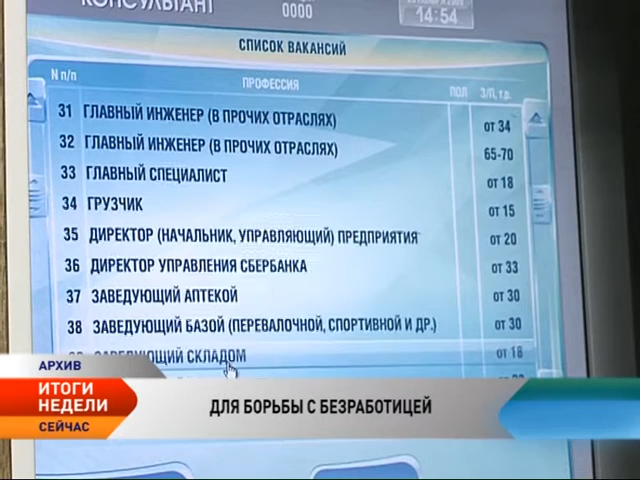 КОНСУЛЬТАНТ
0000
14:54
СПИСОК ВАКАНСИЙ
N п/п ПРОФЕССИЯ ПОЛ З/П, т.р.
31 ГЛАВНЫЙ ИНЖЕНЕР (В ПРОЧИХ ОТРАСЛЯХ) от 34
32 ГЛАВНЫЙ ИНЖЕНЕР (В ПРОЧИХ ОТРАСЛЯХ) 65-70
33 ГЛАВНЫЙ СПЕЦИАЛИСТ от 18
34 ГРУЗЧИК от 15
35 ДИРЕКТОР (НАЧАЛЬНИК, УПРАВЛЯЮЩИЙ) ПРЕДПРИЯТИЯ от 20
36 ДИРЕКТОР УПРАВЛЕНИЯ СБЕРБАНКА от 33
37 ЗАВЕДУЮЩИЙ АПТЕКОЙ от 30
38 ЗАВЕДУЮЩИЙ БАЗОЙ (ПЕРЕВАЛОЧНОЙ, СПОРТИВНОЙ И ДР.) от 30
ЗАВЕДУЮЩИЙ СКЛАДОМ от 18
АРХИВ
ИТОГИ
НЕДЕЛИ
СЕЙЧАС
ДЛЯ БОРЬБЫ С БЕЗРАБОТИЦЕЙ